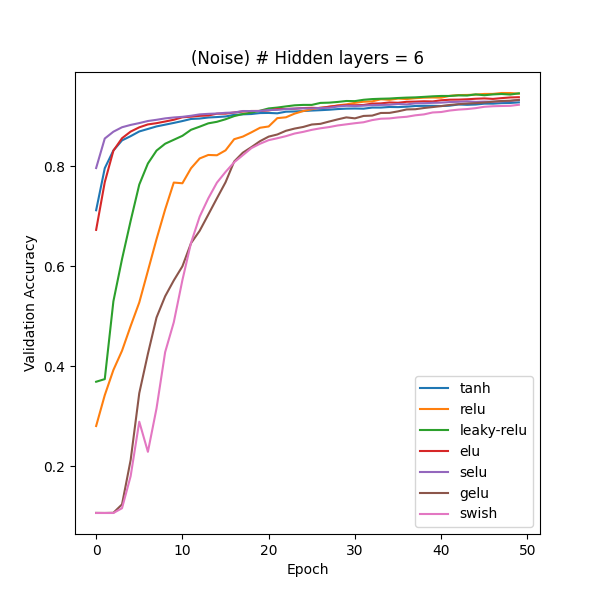 (Noise) # Hidden layers = 6
Validation Accuracy
0.8
0.6
0.4
0.2
0 10 20 30 40 50
Epoch
tanh
relu
leaky-relu
elu
selu
gelu
swish